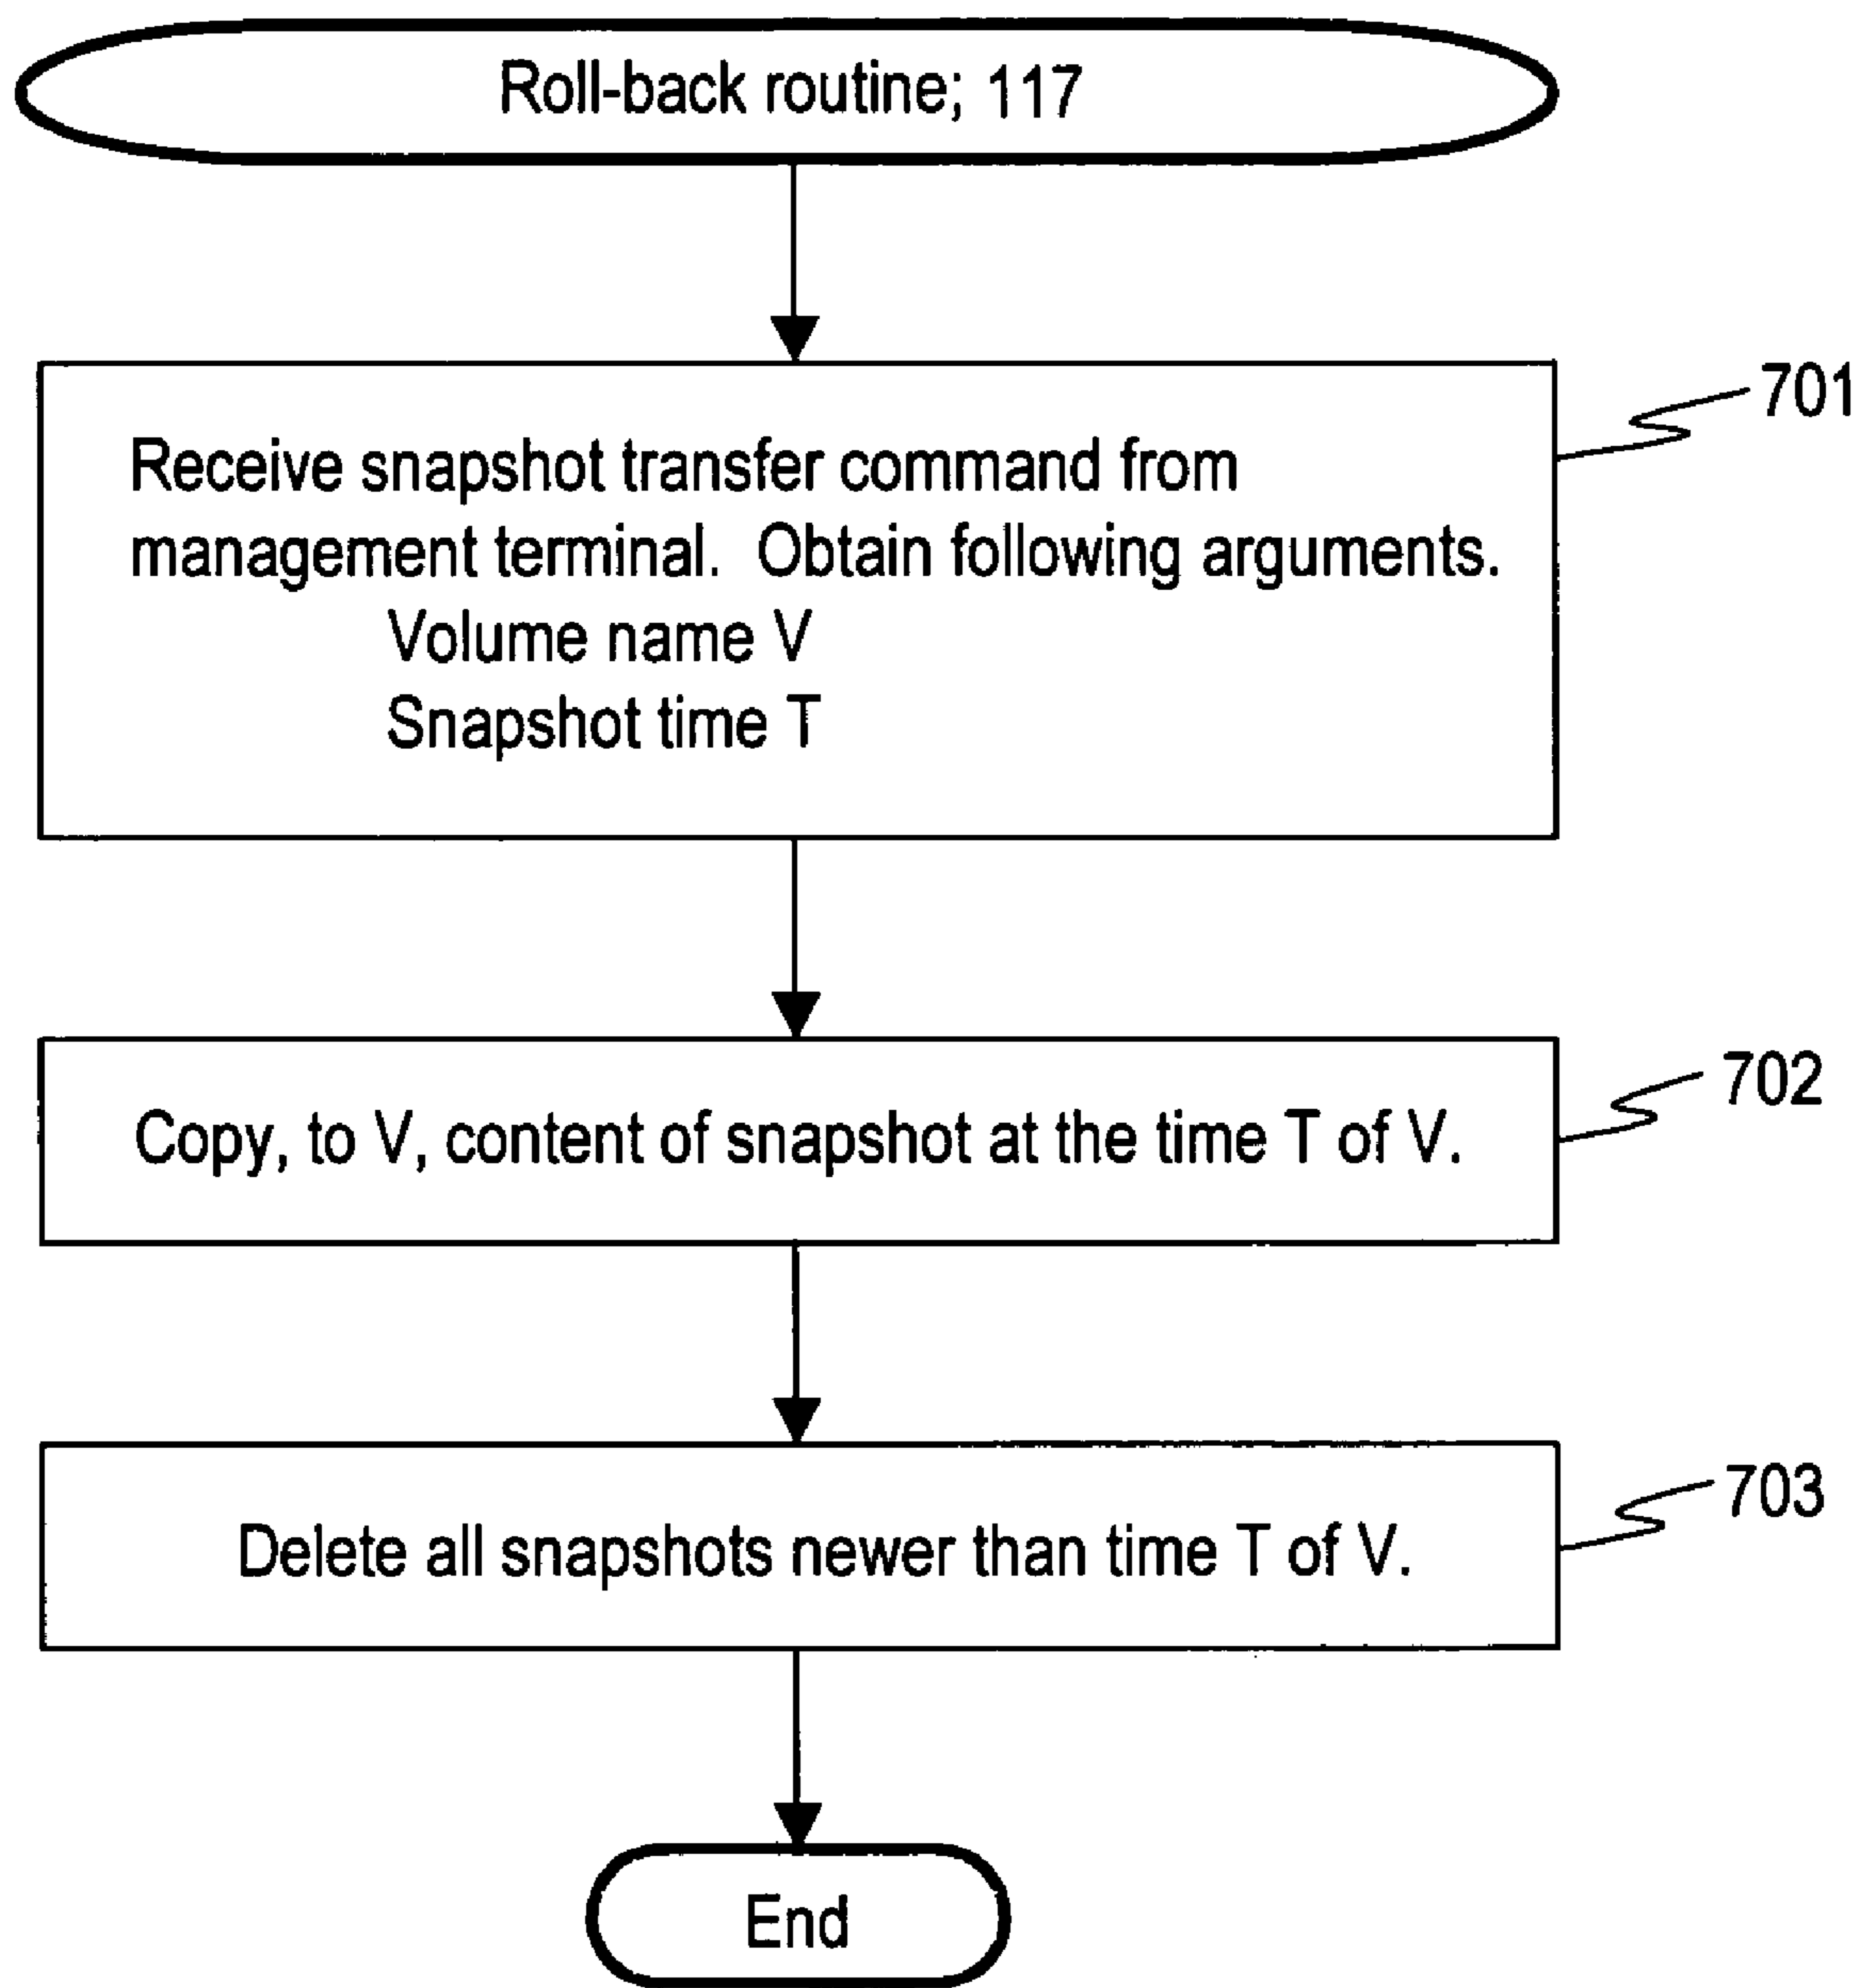 Roll-back routine; 117
701
Receive snapshot transfer command from
management terminal. Obtain following arguments.
Volume name V
Snapshot time T
702
Copy, to V, content of snapshot at the time T of V.
703
Delete all snapshots newer than time T of V.
End